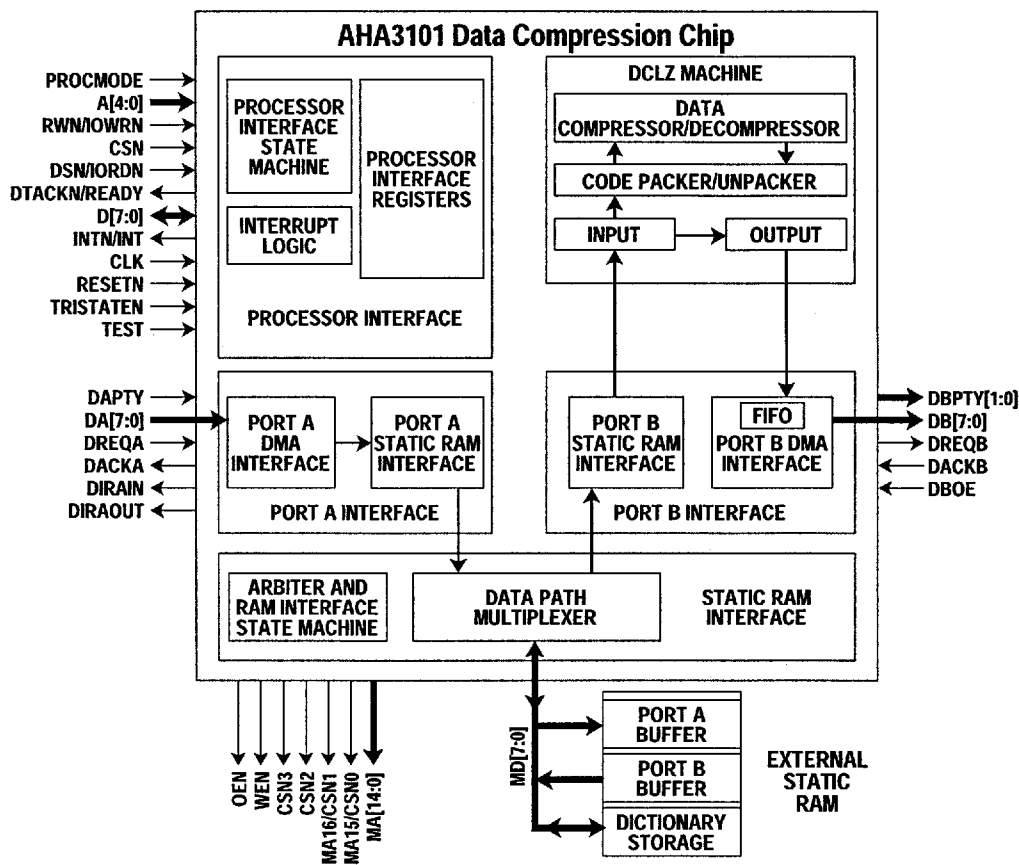 AHA3101 Data Compression Chip
PROCMODE
A[4:0]
RWN/IOWRN
CSN
DSN/IORDN
DTACKN/READY
D[7:0]
INTN/INT
CLK
RESETN
TRISTATEN
TEST
PROCESSOR
INTERFACE
STATE
MACHINE
INTERRUPT
LOGIC
PROCESSOR
INTERFACE
REGISTERS
PROCESSOR INTERFACE
DCLZ MACHINE
DATA
COMPRESSOR/DECOMPRESSOR
CODE PACKER/UNPACKER
INPUT
OUTPUT
DAPTY
DA[7:0]
DREQA
DACKA
DIRAIN
DIRAOUT
PORT A
DMA
INTERFACE
PORT A
STATIC RAM
INTERFACE
PORT A INTERFACE
PORT B
STATIC RAM
INTERFACE
FIFO
PORT B DMA
INTERFACE
PORT B INTERFACE
DBPTY[1:0]
DB[7:0]
DREQB
DACKB
DBOE
ARBITER AND
RAM INTERFACE
STATE MACHINE
DATA PATH
MULTIPLEXER
STATIC RAM
INTERFACE
OEN
WEN
CSN3
CSN2
MA16/CSN1
MA15/CSN0
MA[14:0]
MD[7:0]
PORT A
BUFFER
PORT B
BUFFER
DICTIONARY
STORAGE
EXTERNAL
STATIC
RAM